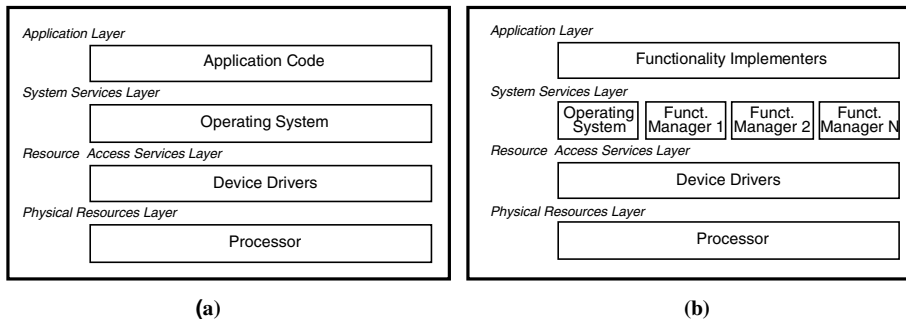 Application Layer
Application Code
System Services Layer
Operating System
Resource Access Services Layer
Device Drivers
Physical Resources Layer
Processor
(a)
Application Layer
Functionality Implementers
System Services Layer
Operating
System
Funct.
Manager 1
Funct.
Manager 2
Funct.
Manager N
Resource Access Services Layer
Device Drivers
Physical Resources Layer
Processor
(b)